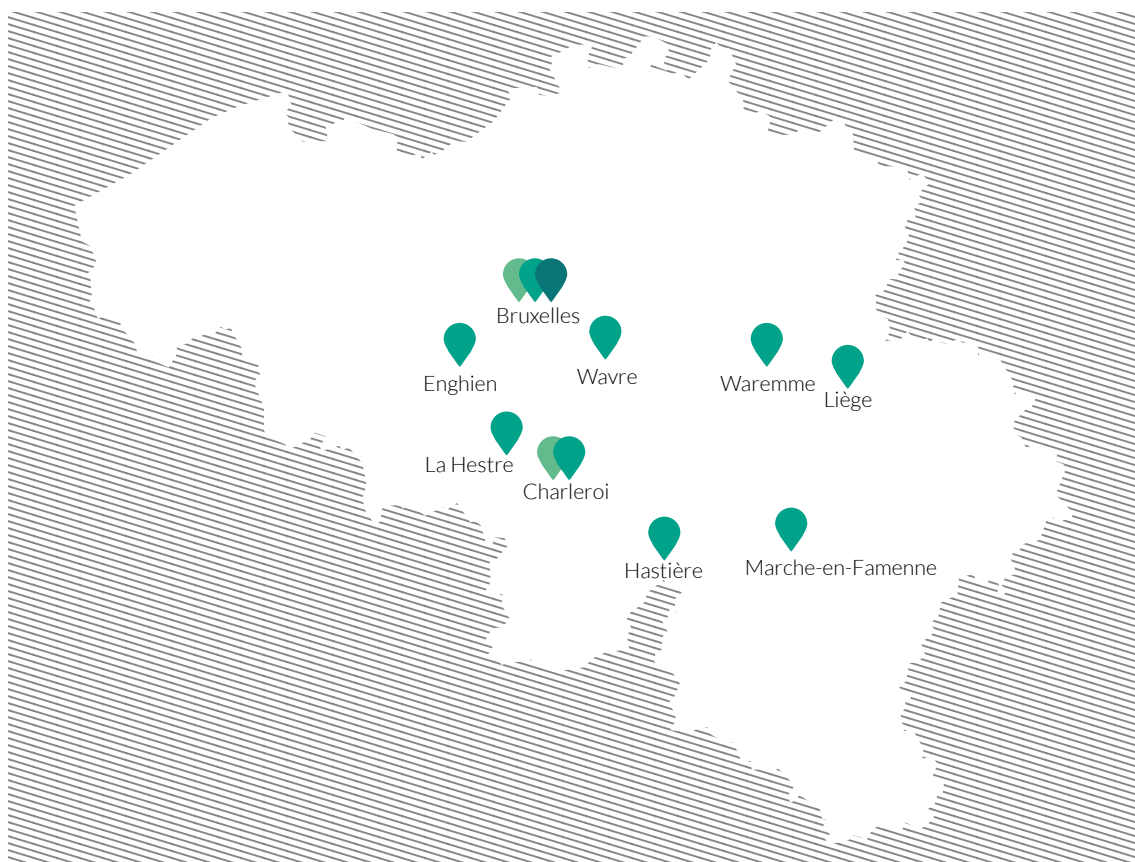 Bruxelles
Enghien
Wavre
Waremme
Liège
La Hestre
Charleroi
Hastière
Marche-en-Famenne